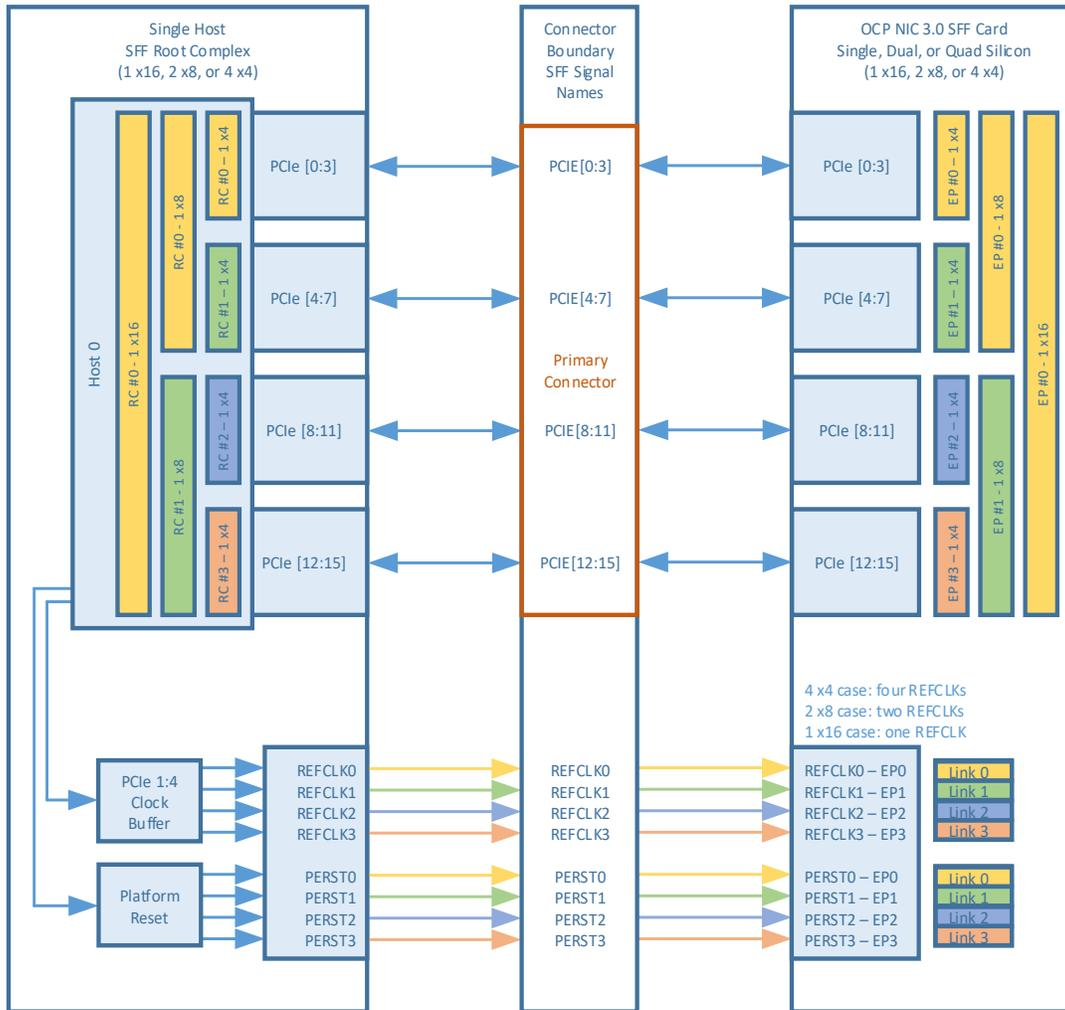 Single Host
SFF Root Complex
(1 x16, 2 x8, or 4 x4)
Connector
Boundary
SFF Signal
Names
OCP NIC 3.0 SFF Card
Single, Dual, or Quad Silicon
(1 x16, 2 x8, or 4 x4)
Host 0
RC #0 - 1 x16
RC #0 - 1 x8
RC #1 - 1 x8
RC #0 – 1 x4
RC #1 – 1 x4
RC #2 – 1 x4
RC #3 – 1 x4
PCIe [0:3]
PCIe [4:7]
PCIe [8:11]
PCIe [12:15]
PCIE[0:3]
PCIE[4:7]
Primary
Connector
PCIE[8:11]
PCIE[12:15]
PCIe [0:3]
PCIe [4:7]
PCIe [8:11]
PCIe [12:15]
EP #0 – 1 x4
EP #1 – 1 x4
EP #2 – 1 x4
EP #3 – 1 x4
EP #0 - 1 x8
EP #1 - 1 x8
EP #0 - 1 x16
4 x4 case: four REFCLKs
2 x8 case: two REFCLKs
1 x16 case: one REFCLK
PCIe 1:4
Clock
Buffer
Platform
Reset
REFCLK0
REFCLK1
REFCLK2
REFCLK3
PERST0
PERST1
PERST2
PERST3
REFCLK0
REFCLK1
REFCLK2
REFCLK3
PERST0
PERST1
PERST2
PERST3
REFCLK0 – EP0
REFCLK1 – EP1
REFCLK2 – EP2
REFCLK3 – EP3
PERST0 – EP0
PERST1 – EP1
PERST2 – EP2
PERST3 – EP3
Link 0
Link 1
Link 2
Link 3
Link 0
Link 1
Link 2
Link 3